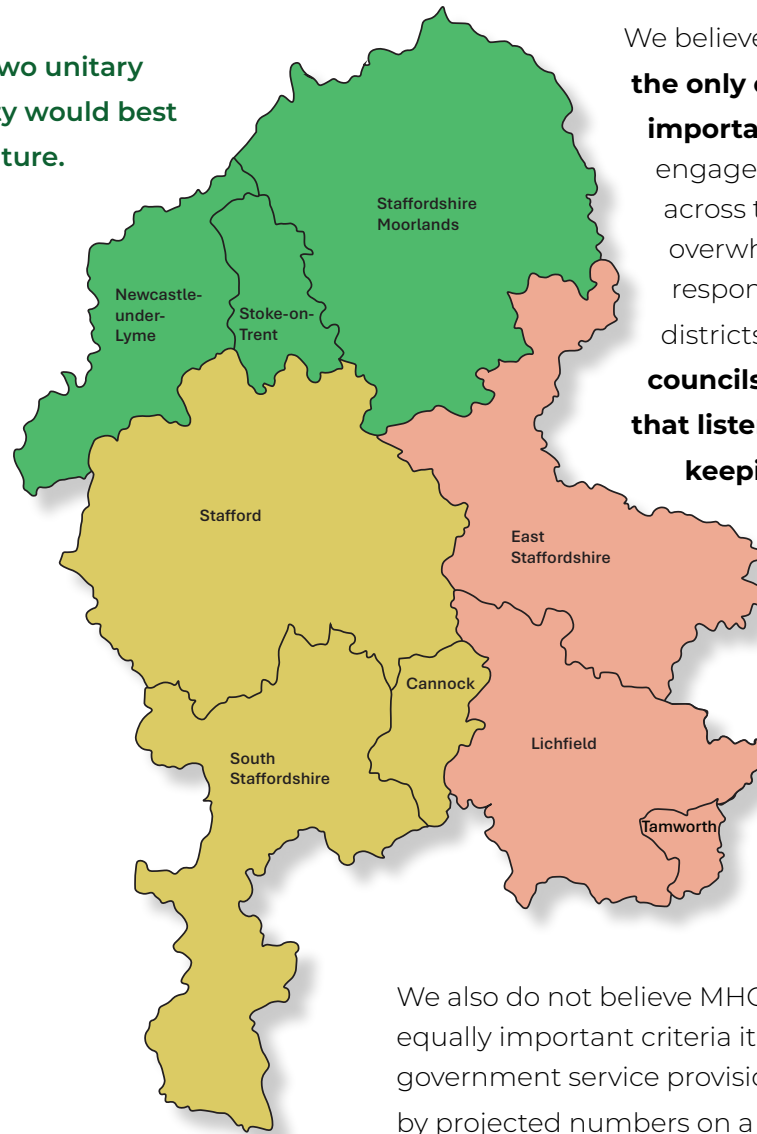 wo unitary
ty would best
ture.
We believe
the only
importa
engage
across t
overwh
respon
districts
councils
that liste
keepi
Staffordshire
Moorlands
Newcastle-
under-
Lyme
Stoke-on-
Trent
Stafford
East
Staffordshire
Cannock
Lichfield
South
Staffordshire
Tamworth
We also do not believe MHC
equally important criteria it
government service provisio
by projected numbers on a